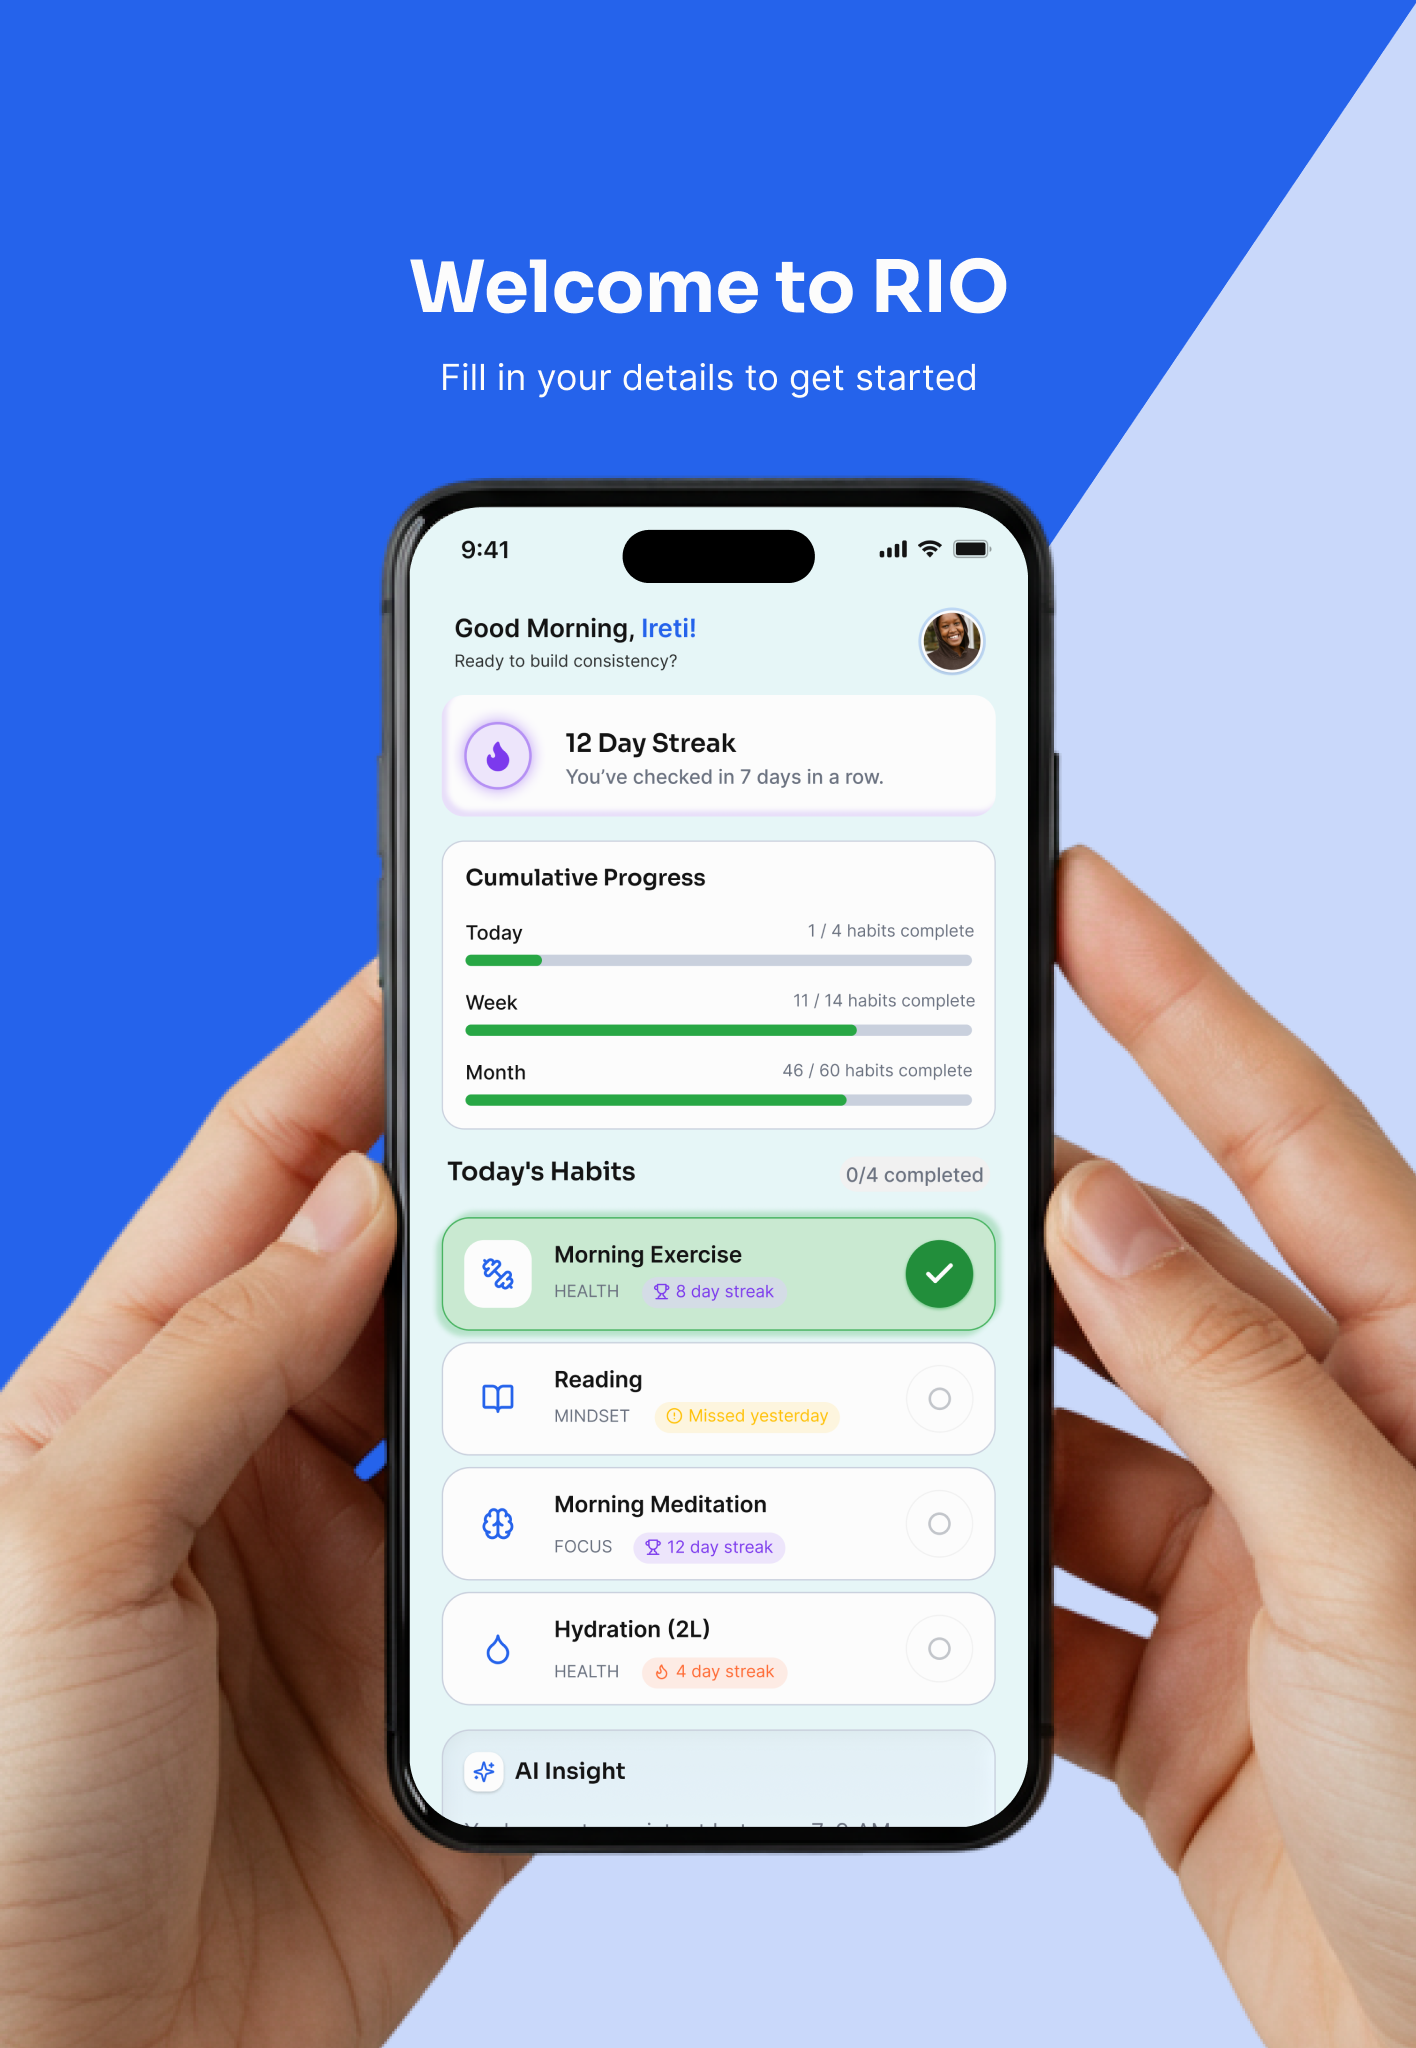 Welcome to RIO
Fill in your details to get started
9:41
Good Morning, Ireti!
Ready to build consistency?
12 Day Streak
You’ve checked in 7 days in a row.
Cumulative Progress
Today
1 / 4 habits complete
Week
11 / 14 habits complete
Month
46 / 60 habits complete
Today's Habits
0/4 completed
Morning Exercise
HEALTH
8 day streak
Reading
MINDSET
Missed yesterday
Morning Meditation
FOCUS
12 day streak
Hydration (2L)
HEALTH
4 day streak
AI Insight